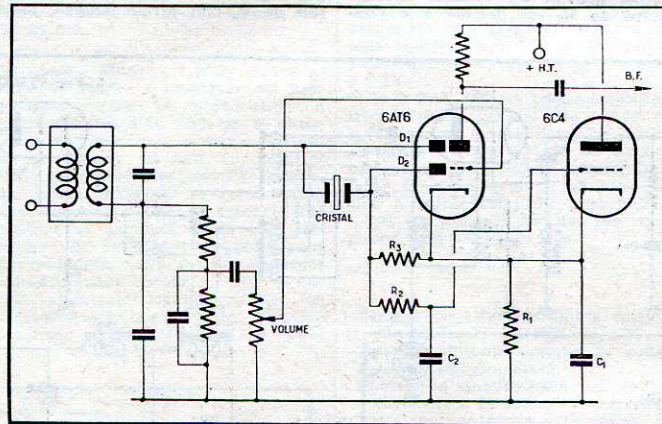 + H.T.
B.F.
6AT6
6C4
D1
D2
CRISTAL
R3
R2
R1
VOLUME
C2
C1